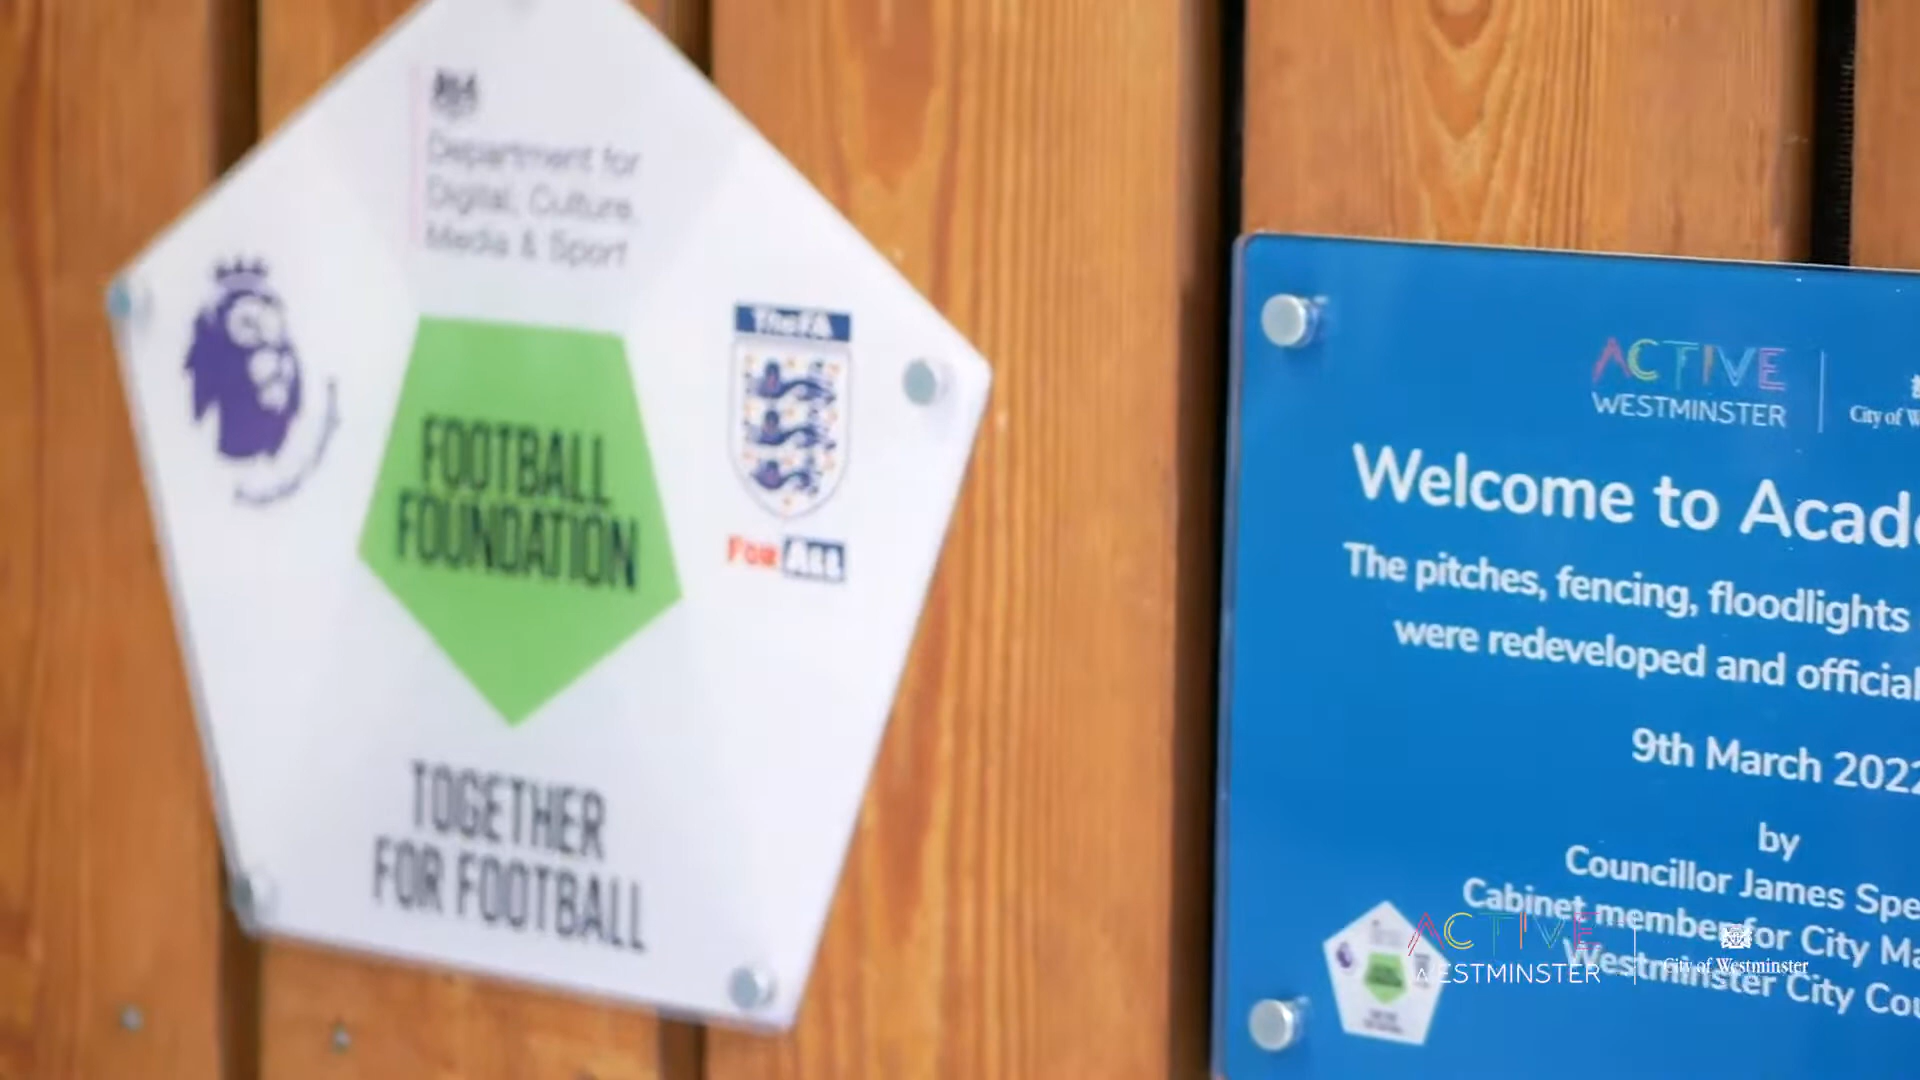 Department for
Digital, Culture,
Media & Sport
The FA
FOOTBALL
FOUNDATION
FOR ALL
TOGETHER
FOR FOOTBALL
ACTIVE
WESTMINSTER
City of W
Welcome to Acad
The pitches, fencing, floodlights
were redeveloped and official
9th March 2022
by
Councillor James Spe
Cabinet member for City Ma
Westminster City Cou
ACTIVE
WESTMINSTER
City of Westminster